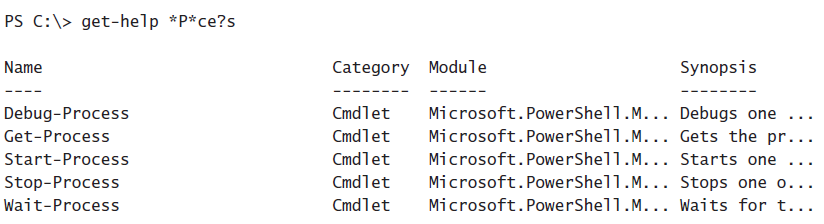 PS C:\> get-help *P*ce?s
Name Category Module Synopsis
---- -------- ------ --------
Debug-Process Cmdlet Microsoft.PowerShell.M... Debugs one ...
Get-Process Cmdlet Microsoft.PowerShell.M... Gets the pr...
Start-Process Cmdlet Microsoft.PowerShell.M... Starts one ...
Stop-Process Cmdlet Microsoft.PowerShell.M... Stops one o...
Wait-Process Cmdlet Microsoft.PowerShell.M... Waits for t...